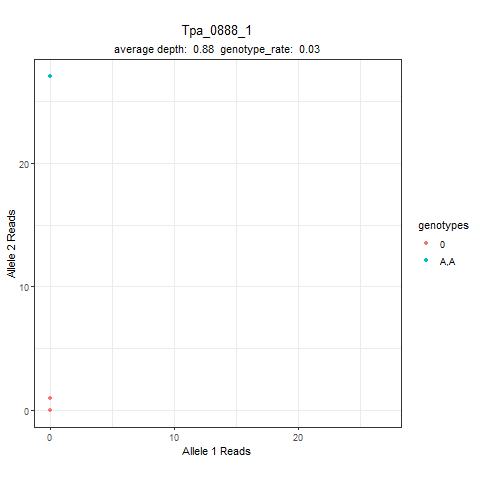 Tpa_0888_1
average depth:  0.88  genotype_rate:  0.03
Allele 2 Reads
20
10
0
0
10
20
Allele 1 Reads
genotypes
0
A,A